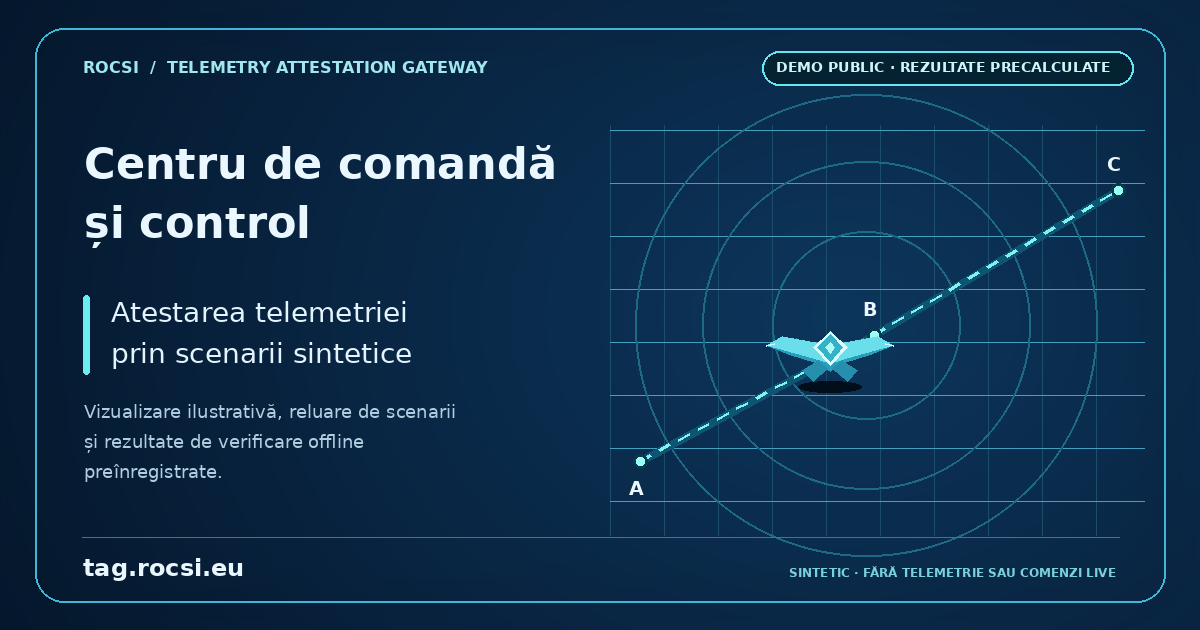 ROCSI / TELEMETRY ATTESTATION GATEWAY
DEMO PUBLIC · REZULTATE PRECALCULATE
Centru de comandă
și control
Atestarea telemetriei
prin scenarii sintetice
Vizualizare ilustrativă, reluare de scenarii
și rezultate de verificare offline
preînregistrate.
C
B
A
tag.rocsi.eu
SINTETIC · FĂRĂ TELEMETRIE SAU COMENZI LIVE